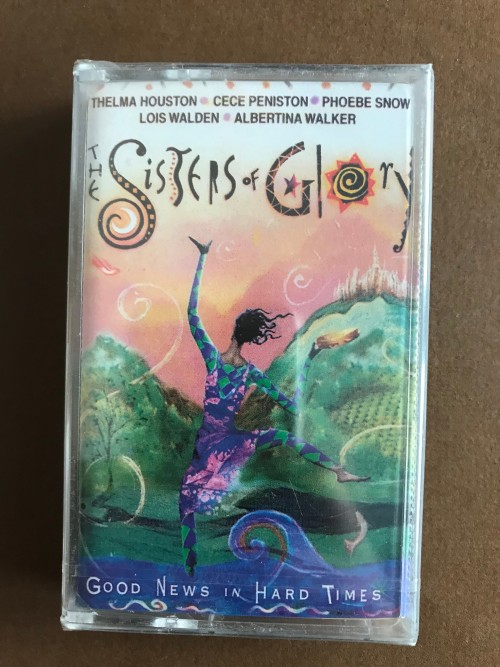 THELMA HOUSTON • CECE PENISTON • PHOEBE SNOW
LOIS WALDEN • ALBERTINA WALKER
THE SISTERS OF GLORY
GOOD NEWS IN HARD TIMES